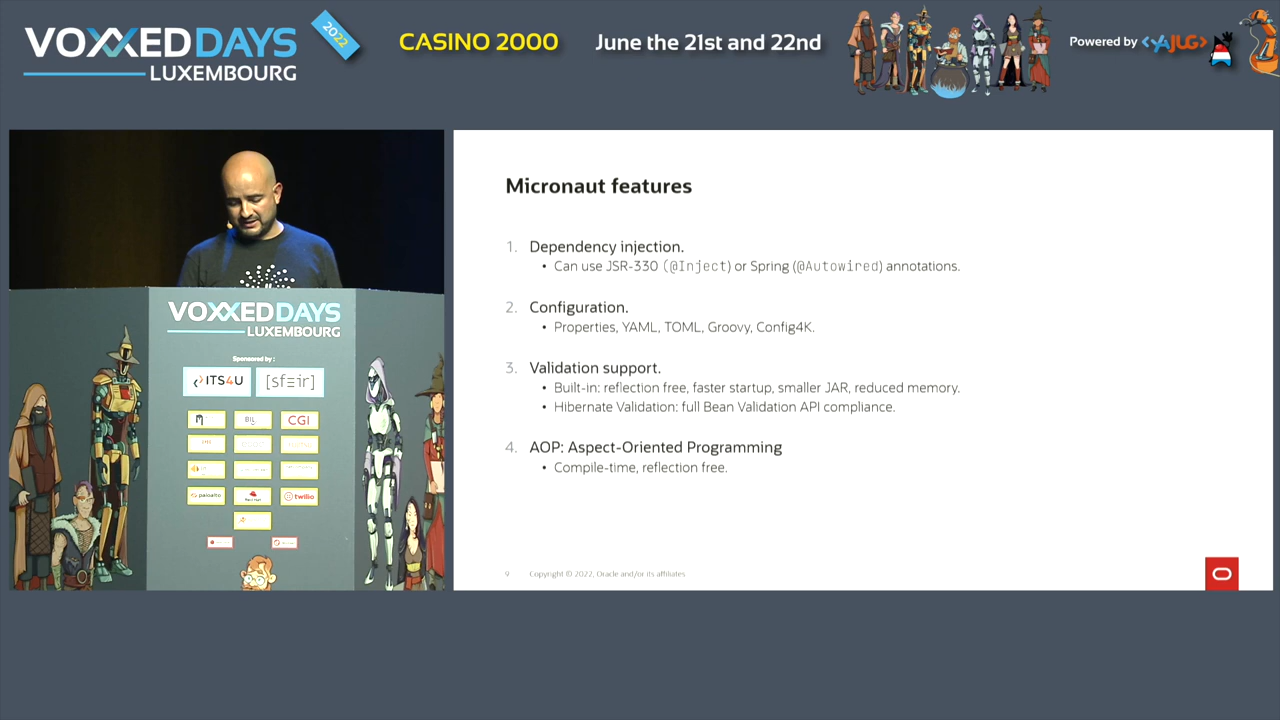 VOXXEDDAYS
LUXEMBOURG
2022
CASINO 2000
June the 21st and 22nd
Powered by <YAJUG>
VOXXEDDAYS
LUXEMBOURG
Sponsored by :
ITS4U
[sfeir]
BIL
CGI
paloalto
Red Hat
twilio
Micronaut features
1. Dependency injection.
• Can use JSR-330 (@Inject) or Spring (@Autowired) annotations.
2. Configuration.
• Properties, YAML, TOML, Groovy, Config4K.
3. Validation support.
• Built-in: reflection free, faster startup, smaller JAR, reduced memory.
• Hibernate Validation: full Bean Validation API compliance.
4. AOP: Aspect-Oriented Programming
• Compile-time, reflection free.
9 Copyright © 2022, Oracle and/or its affiliates